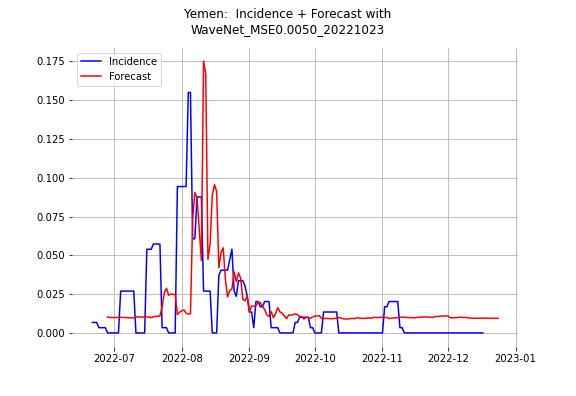 Yemen:  Incidence + Forecast with
WaveNet_MSE0.0050_20221023
Incidence
Forecast
0.175
0.150
0.125
0.100
0.075
0.050
0.025
0.000
2022-07 2022-08 2022-09 2022-10 2022-11 2022-12 2023-01